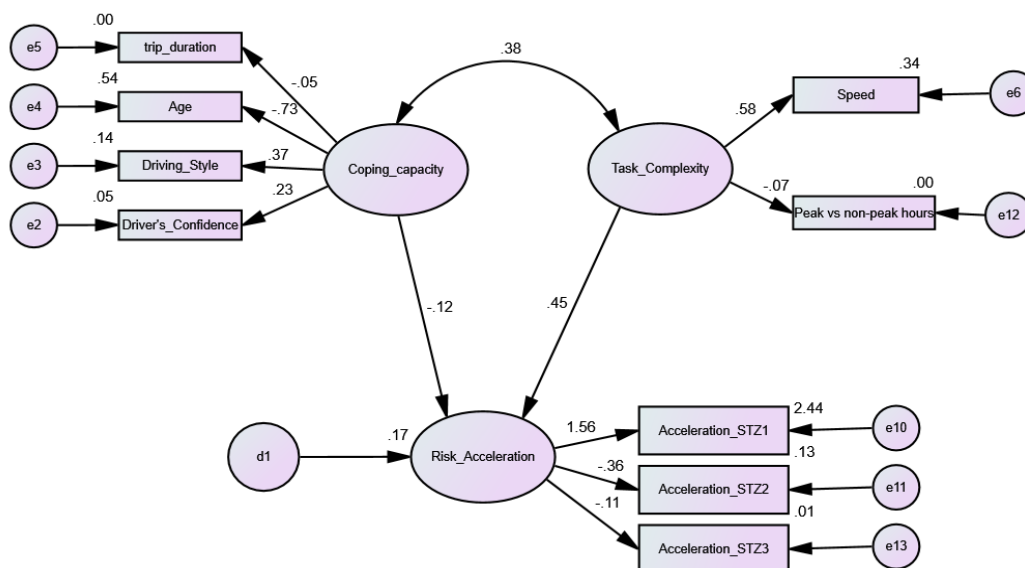 .00
e5
trip_duration
-.05
.54
e4
Age
-.73
.14
e3
Driving_Style
.37
.05
e2
Driver's_Confidence
.23
Coping_capacity
.38
Task_Complexity
.58
.34
Speed
e6
-.07
.00
Peak vs non-peak hours
e12
-.12
.45
d1
.17
Risk_Acceleration
1.56
2.44
Acceleration_STZ1
e10
-.36
.13
Acceleration_STZ2
e11
-.11
.01
Acceleration_STZ3
e13